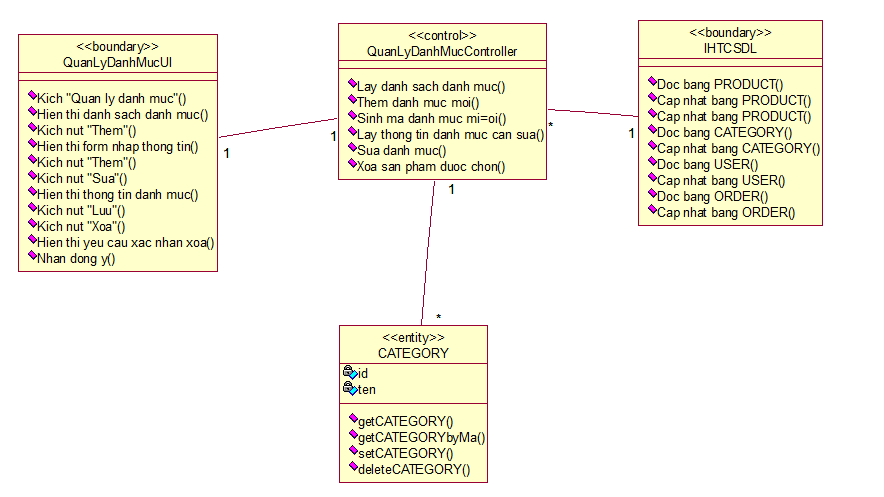 <<boundary>>
QuanLyDanhMucUI
Kich "Quan ly danh muc"()
Hien thi danh sach danh muc()
Kich nut "Them"()
Hien thi form nhap thong tin()
Kich nut "Them"()
Kich nut "Sua"()
Hien thi thong tin danh muc()
Kich nut "Luu"()
Kich nut "Xoa"()
Hien thi yeu cau xac nhan xoa()
Nhan dong y()
1
1
<<control>>
QuanLyDanhMucController
Lay danh sach danh muc()
Them danh muc moi()
Sinh ma danh muc mi=oi()
Lay thong tin danh muc can sua()
Sua danh muc()
Xoa san pham duoc chon()
*
1
<<boundary>>
IHTCSDL
Doc bang PRODUCT()
Cap nhat bang PRODUCT()
Cap nhat bang PRODUCT()
Doc bang CATEGORY()
Cap nhat bang CATEGORY()
Doc bang USER()
Cap nhat bang USER()
Doc bang ORDER()
Cap nhat bang ORDER()
1
*
<<entity>>
CATEGORY
id
ten
getCATEGORY()
getCATEGORYbyMa()
setCATEGORY()
deleteCATEGORY()